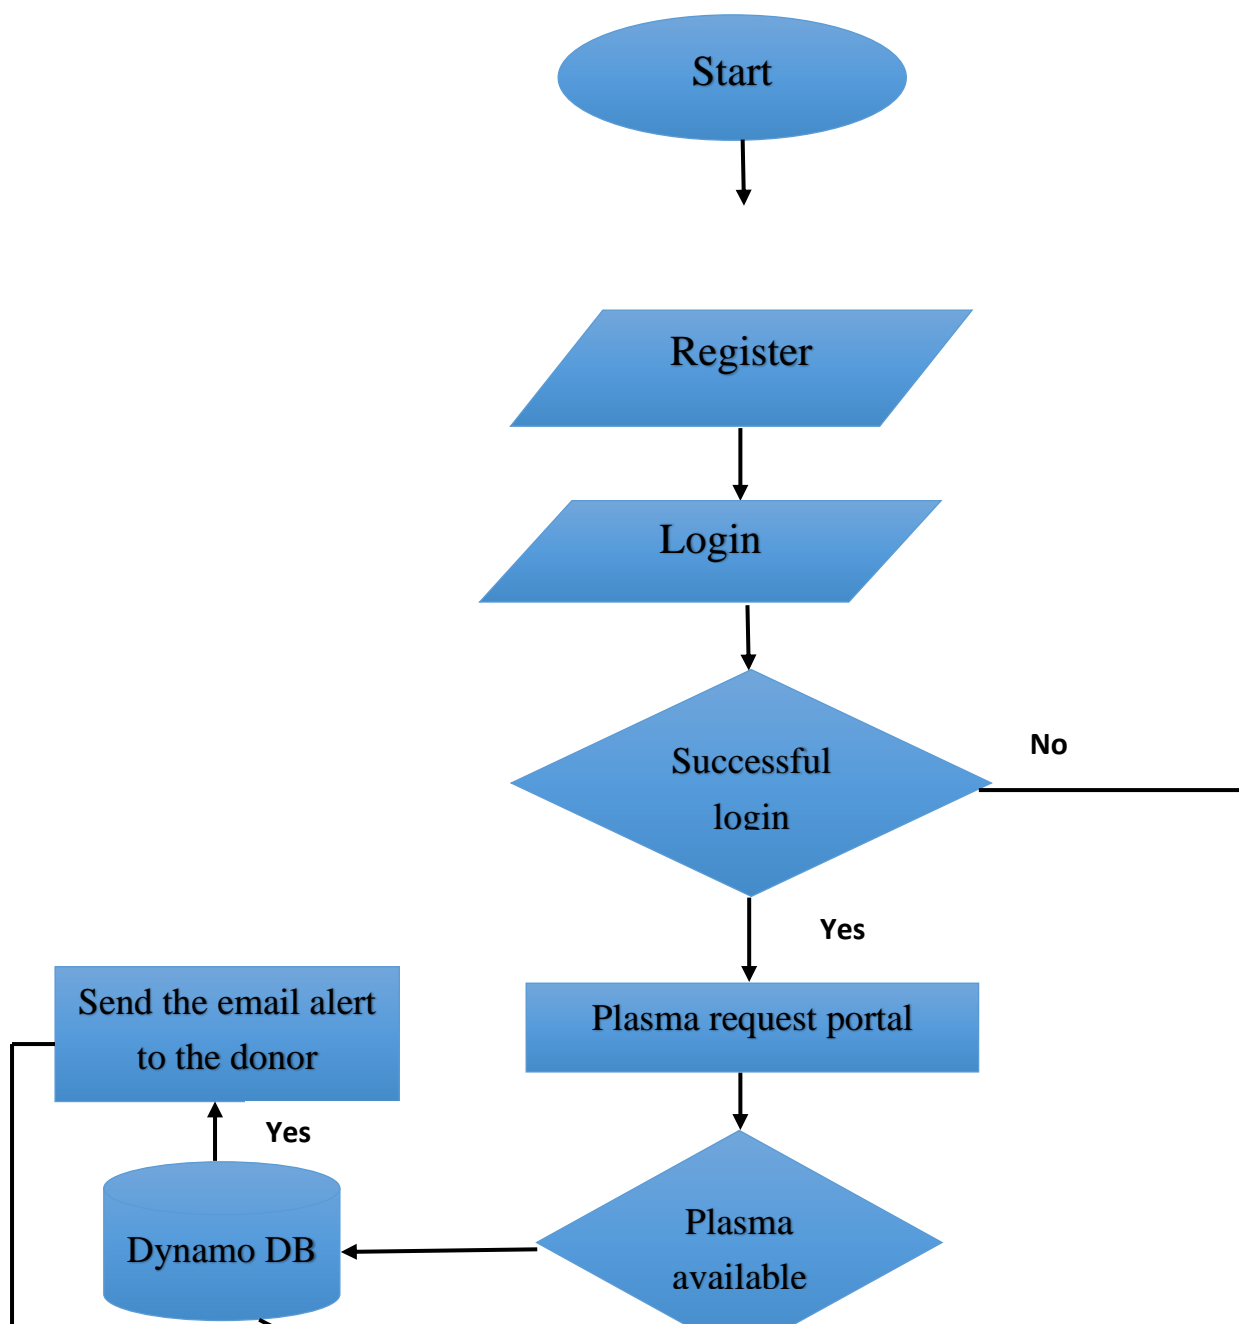 Start
Register
Login
Successful
login
No
Yes
Send the email alert
to the donor
Plasma request portal
Yes
Dynamo DB
Plasma
available